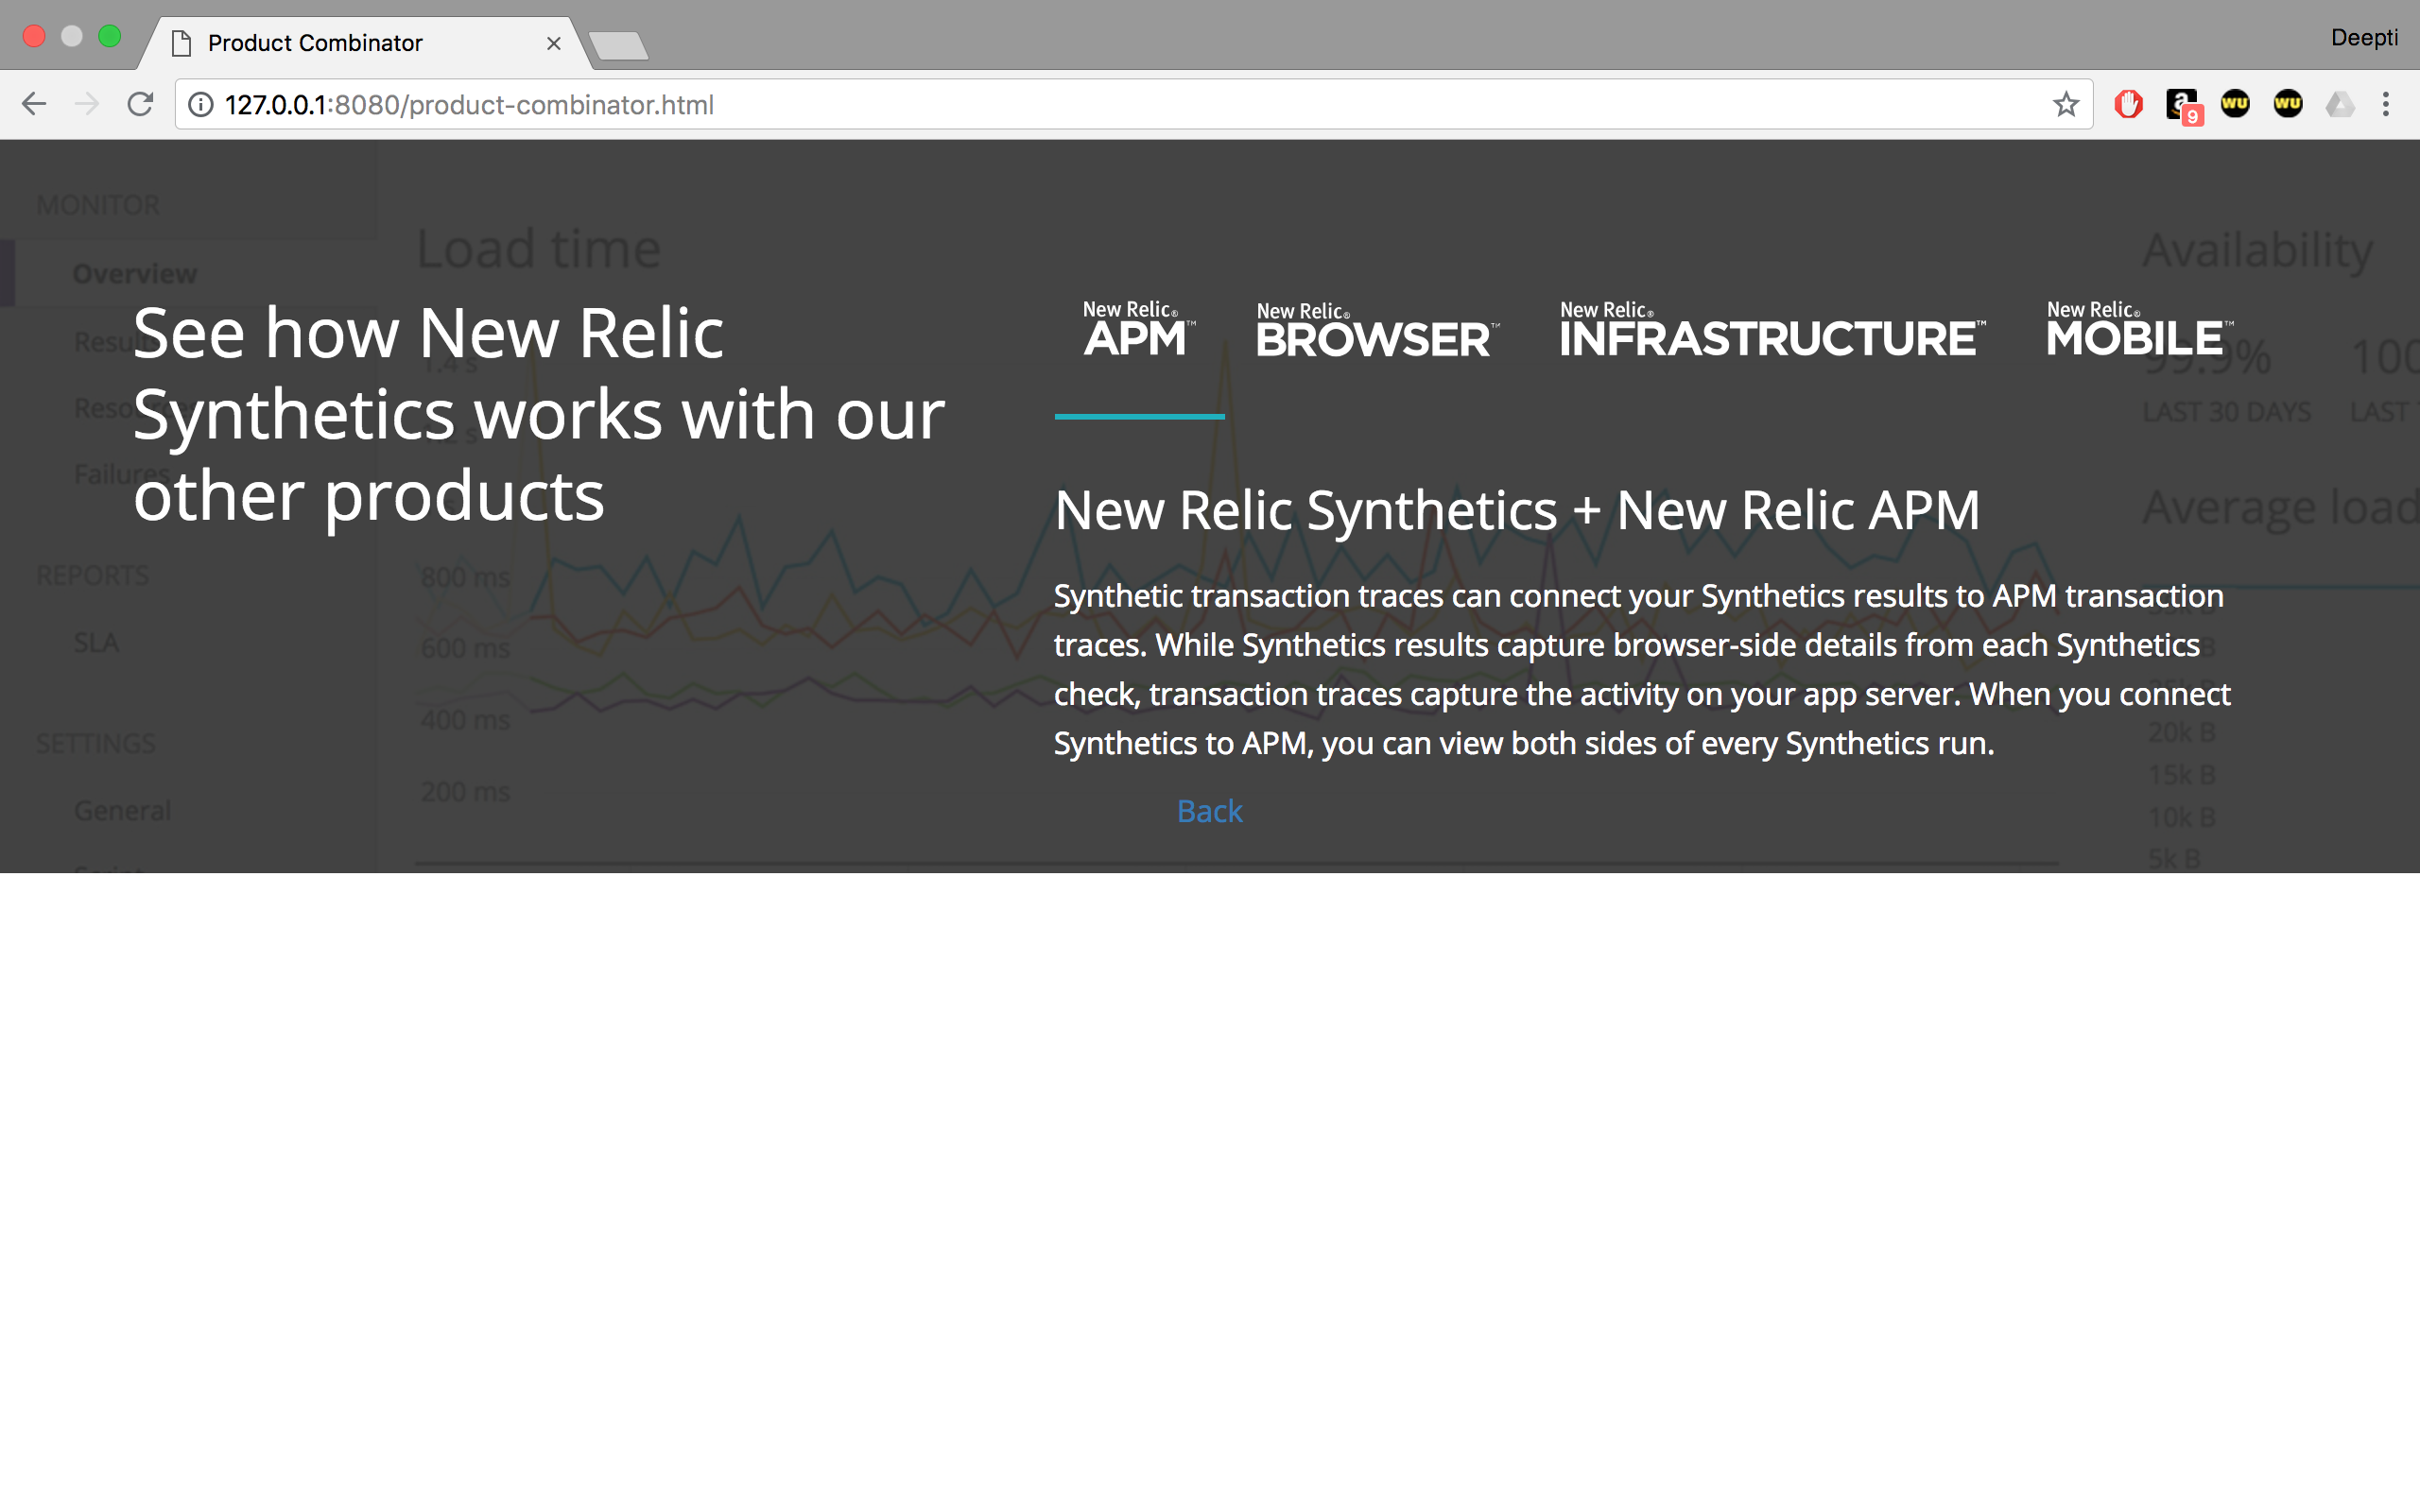 Product Combinator
Deepti
127.0.0.1:8080/product-combinator.html
a
9
WU
WU
MONITOR
Overview
Results
Resources
Failures
REPORTS
SLA
SETTINGS
General
Script
Load time
1.4 s
800 ms
600 ms
400 ms
200 ms
See how New Relic
Synthetics works with our
other products
New Relic®
APM™
New Relic®
BROWSER™
New Relic®
INFRASTRUCTURE™
New Relic®
MOBILE™
New Relic Synthetics + New Relic APM
Synthetic transaction traces can connect your Synthetics results to APM transaction
traces. While Synthetics results capture browser-side details from each Synthetics
check, transaction traces capture the activity on your app server. When you connect
Synthetics to APM, you can view both sides of every Synthetics run.
Back
Availability
99.9% 100
LAST 30 DAYS LAST
Average load
20k B
15k B
10k B
5k B